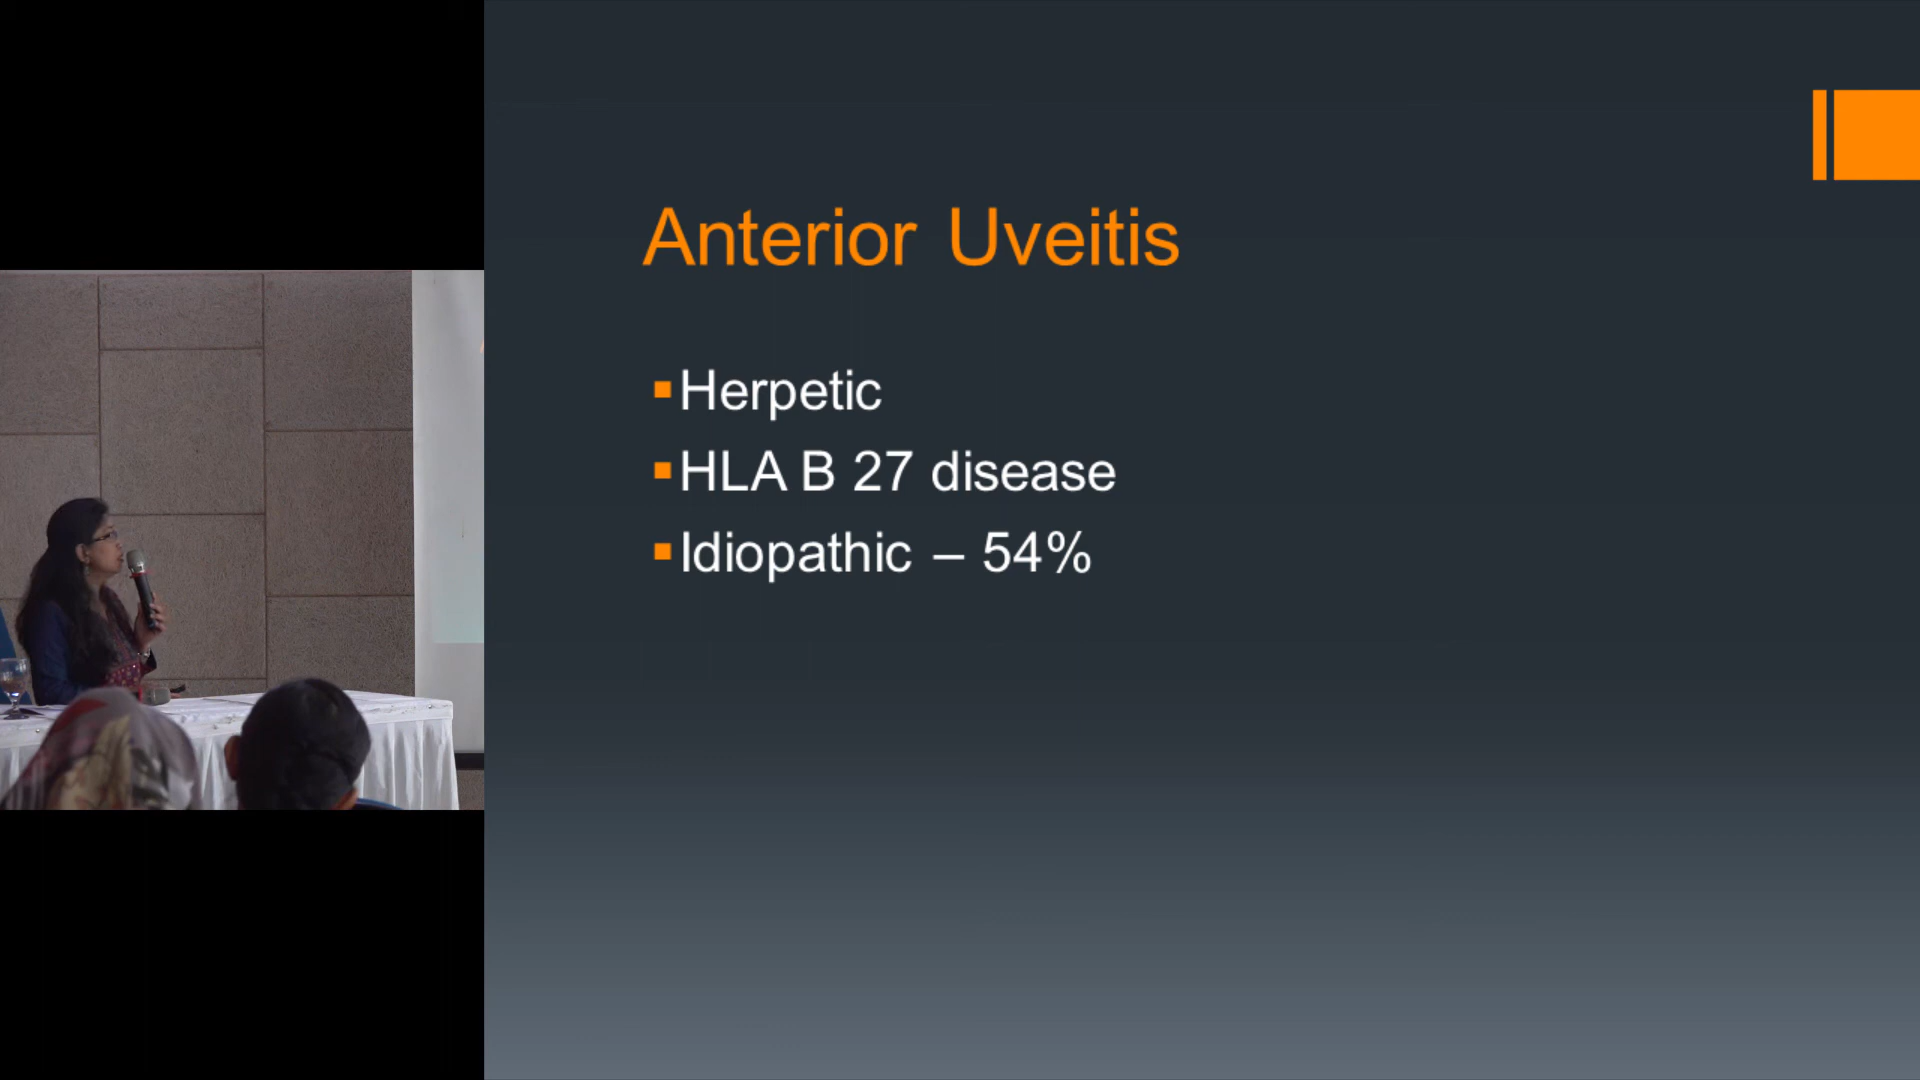 Anterior Uveitis
▪Herpetic
▪HLA B 27 disease
▪Idiopathic – 54%